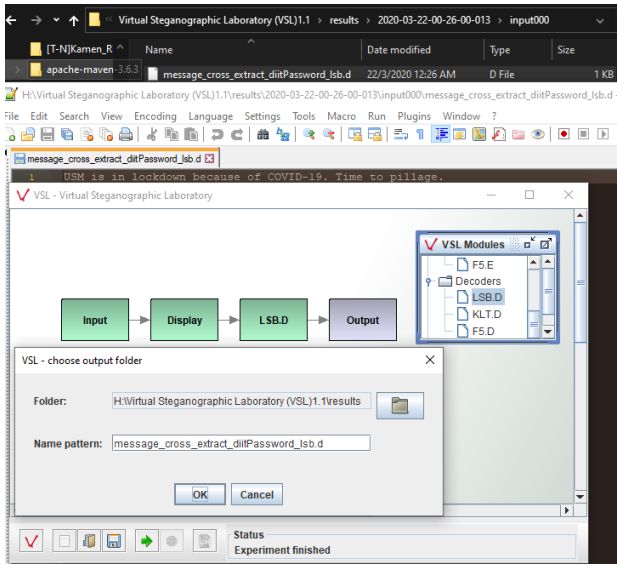 Virtual Steganographic Laboratory (VSL)1.1 > results > 2020-03-22-00-26-00-013 > input000
[T-N]Kamen_R
Name Date modified Type Size
apache-maven-3.6.3
message_cross_extract_diitPassword_lsb.d 22/3/2020 12:26 AM D File 1 KB
H:\Virtual Steganographic Laboratory (VSL)1.1\results\2020-03-22-00-26-00-013\input000\message_cross_extract_diitPassword_lsb.d -
File Edit Search View Encoding Language Settings Tools Macro Run Plugins Window ?
message_cross_extract_diitPassword_lsb.d
1 USM is in lockdown because of COVID-19. Time to pillage.
VSL - Virtual Steganographic Laboratory
VSL Modules
F5.E
Decoders
LSB.D
KLT.D
F5.D
Input Display LSB.D Output
VSL - choose output folder
Folder: H:\Virtual Steganographic Laboratory (VSL)1.1\results
Name pattern: message_cross_extract_diitPassword_lsb.d
OK Cancel
Status
Experiment finished